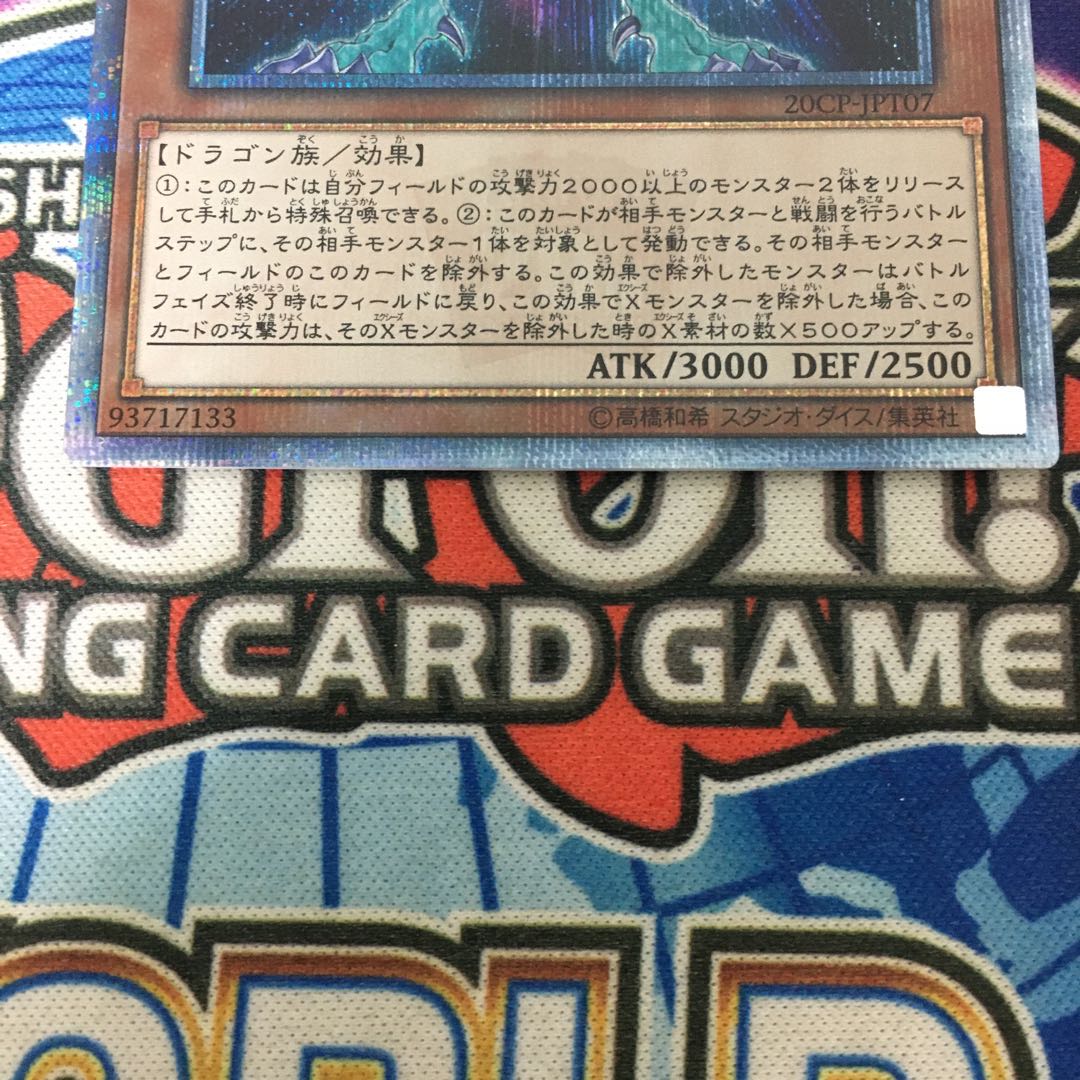 20CP-JPT07
【ドラゴン族／効果】
①：このカードは自分フィールドの攻撃力２０００以上のモンスター２体をリリース
して手札から特殊召喚できる。②：このカードが相手モンスターと戦闘を行うバトル
ステップに、その相手モンスター１体を対象として発動できる。その相手モンスター
とフィールドのこのカードを除外する。この効果で除外したモンスターはバトル
フェイズ終了時にフィールドに戻り、この効果でXモンスターを除外した場合、この
カードの攻撃力は、そのXモンスターを除外した時のX素材の数×５００アップする。
ATK/3000 DEF/2500
93717133
©高橋和希 スタジオ・ダイス/集英社
SH
NG CARD GAME